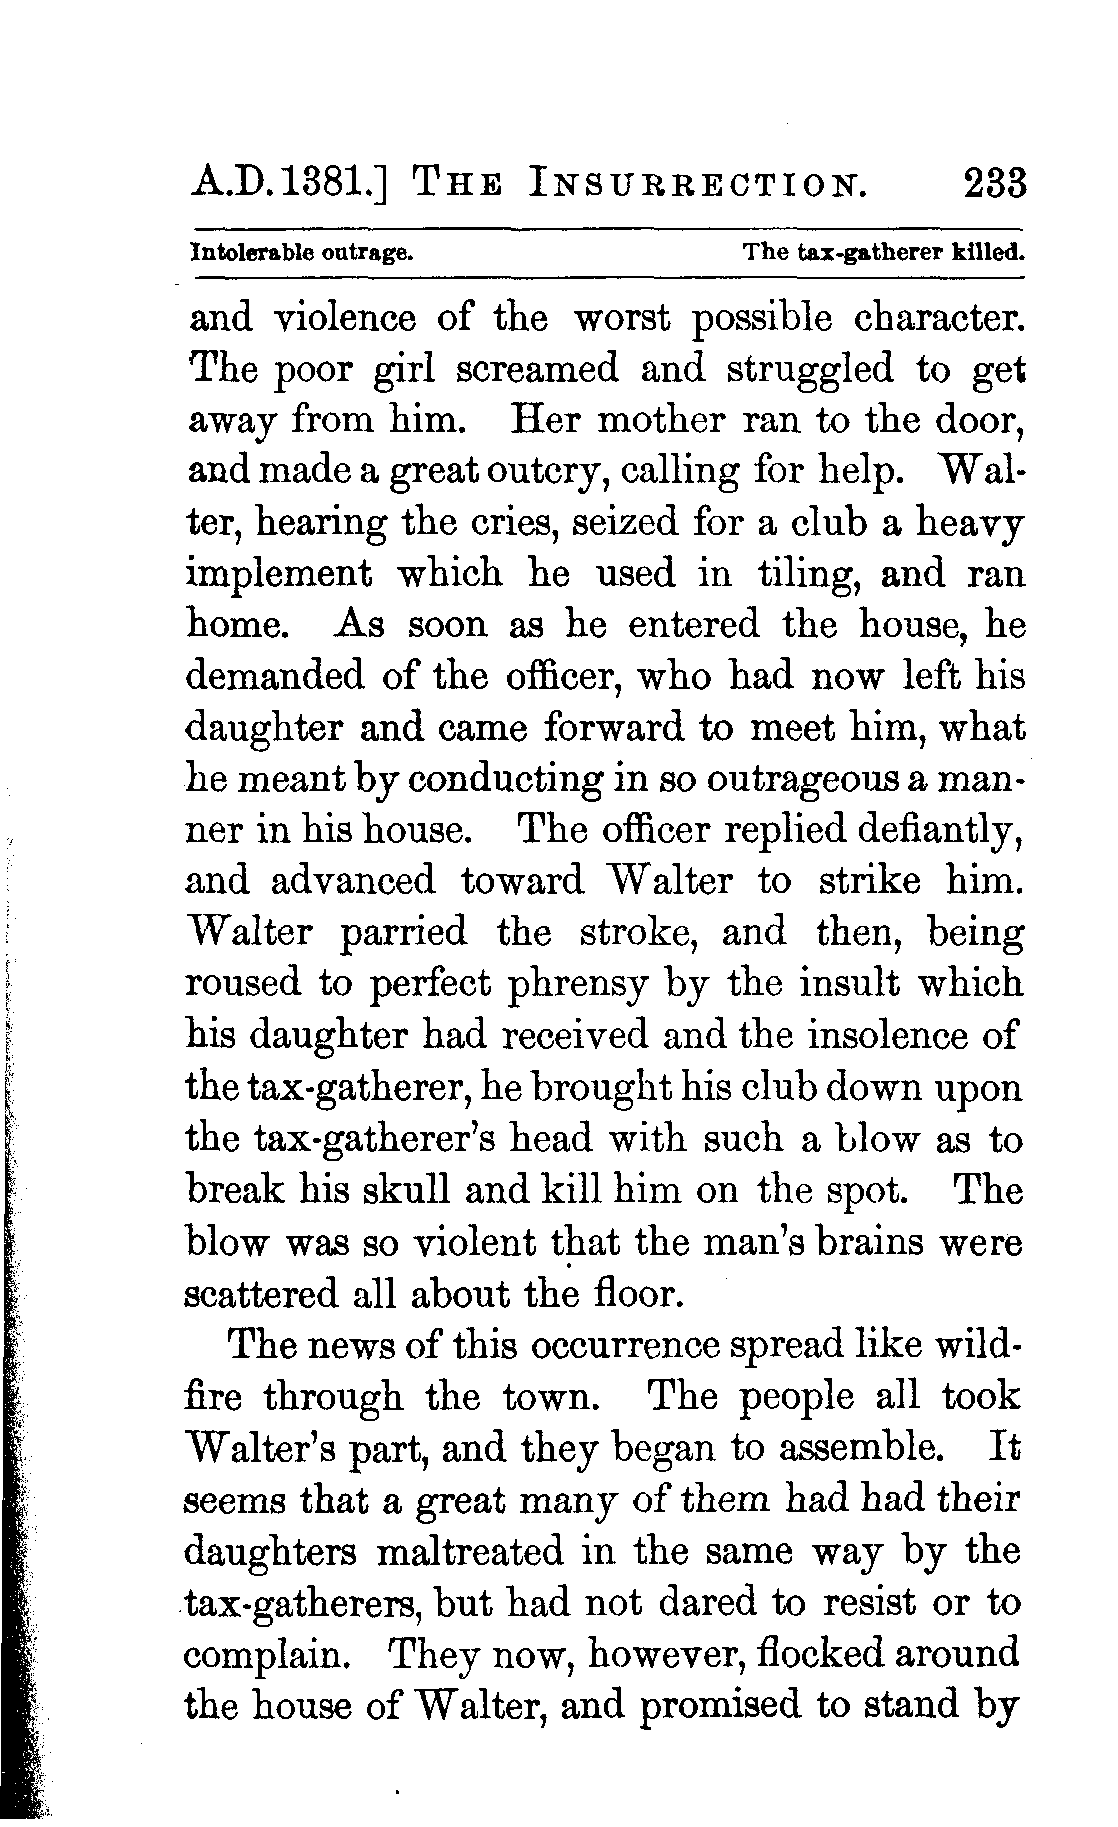 A.D. 1381.] THE INSURRECTION. 233
Intolerable outrage. The tax-gatherer killed.
and violence of the worst possible character.
The poor girl screamed and struggled to get
away from him. Her mother ran to the door,
and made a great outcry, calling for help. Wal-
ter, hearing the cries, seized for a club a heavy
implement which he used in tiling, and ran
home. As soon as he entered the house, he
demanded of the officer, who had now left his
daughter and came forward to meet him, what
he meant by conducting in so outrageous a man-
ner in his house. The officer replied defiantly,
and advanced toward Walter to strike him.
Walter parried the stroke, and then, being
roused to perfect phrensy by the insult which
his daughter had received and the insolence of
the tax-gatherer, he brought his club down upon
the tax-gatherer's head with such a blow as to
break his skull and kill him on the spot. The
blow was so violent that the man's brains were
scattered all about the floor.
The news of this occurrence spread like wild-
fire through the town. The people all took
Walter's part, and they began to assemble. It
seems that a great many of them had had their
daughters maltreated in the same way by the
tax-gatherers, but had not dared to resist or to
complain. They now, however, flocked around
the house of Walter, and promised to stand by